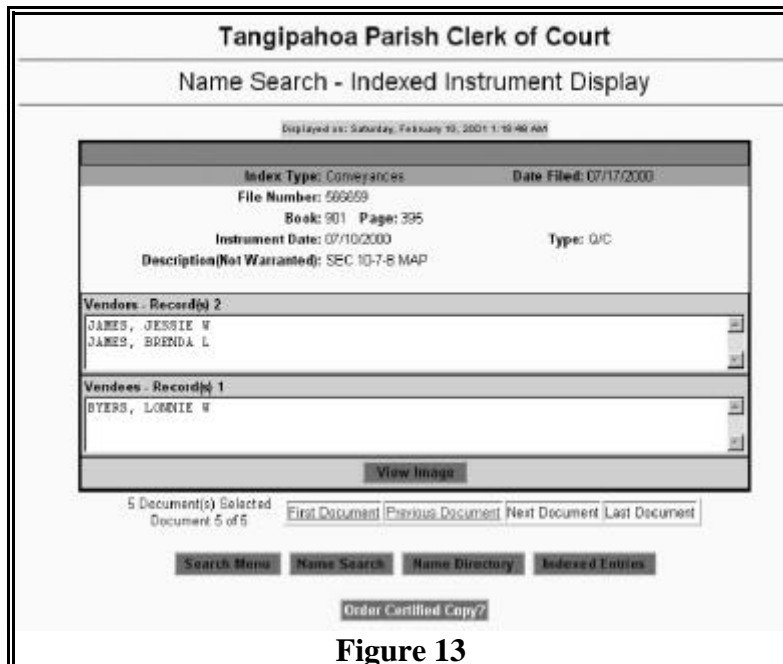 Tangipahoa Parish Clerk of Court
Name Search - Indexed Instrument Display
Displayed on: Saturday, February 10, 2001 1:18:48 AM
Index Type: Conveyances Date Filed: 07/17/2000
File Number: 566659
Book: 901 Page: 395
Instrument Date: 07/10/2000 Type: Q/C
Description(Not Warranted): SEC 10-7-8 MAP
Vendors - Record(s) 2
JAMES, JESSIE W
JAMES, BRENDA L
Vendees - Record(s) 1
BYERS, LONNIE W
View Image
5 Document(s) Selected
Document 5 of 5
First Document Previous Document Next Document Last Document
Search Menu Name Search Name Directory Indexed Entries
Order Certified Copy?
Figure 13